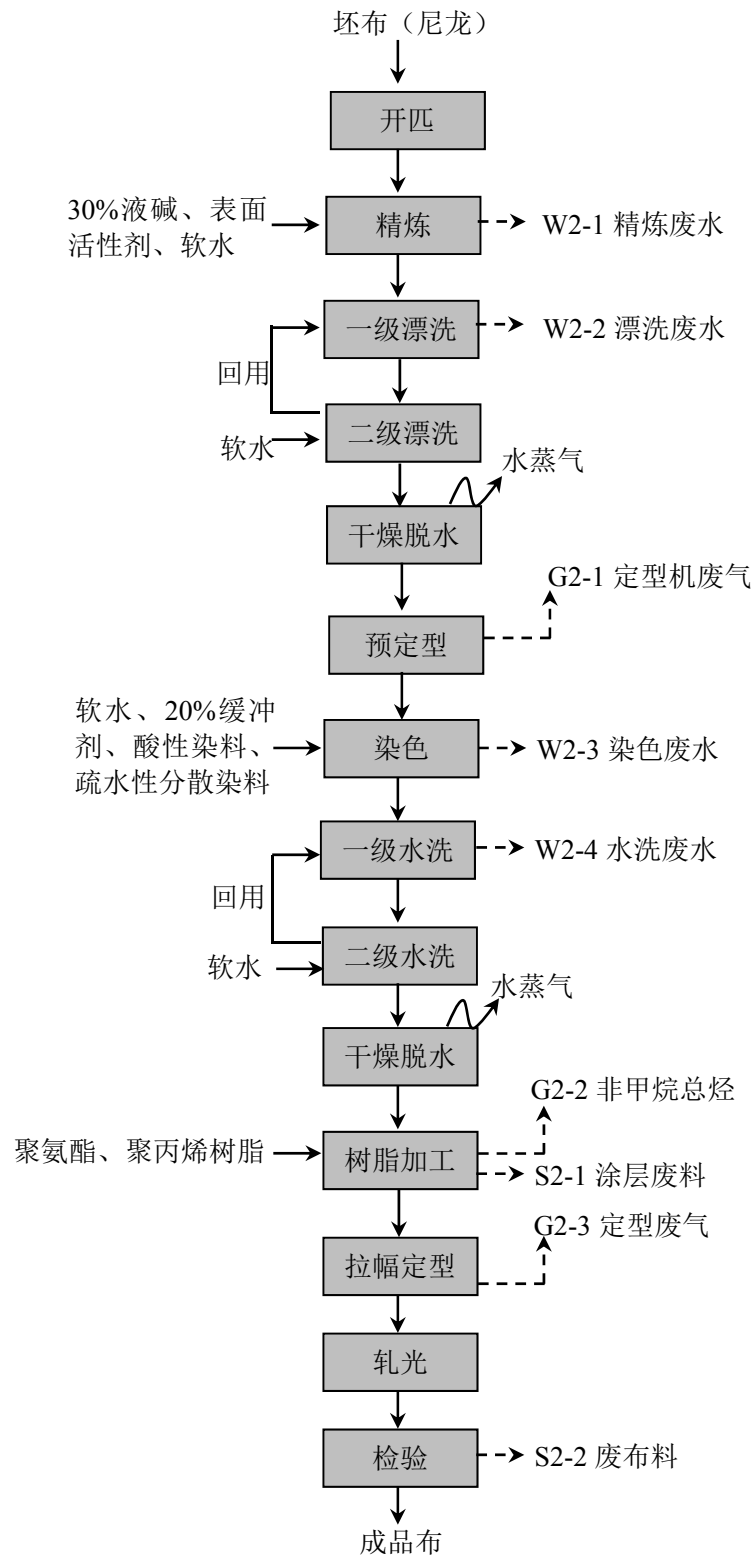 坯布（尼龙）
开匹
30%液碱、表面
活性剂、软水
精炼
W2-1 精炼废水
一级漂洗
W2-2 漂洗废水
回用
二级漂洗
软水
水蒸气
干燥脱水
G2-1 定型机废气
预定型
软水、20%缓冲
剂、酸性染料、
疏水性分散染料
染色
W2-3 染色废水
一级水洗
W2-4 水洗废水
回用
二级水洗
软水
水蒸气
干燥脱水
G2-2 非甲烷总烃
聚氨酯、聚丙烯树脂
树脂加工
S2-1 涂层废料
G2-3 定型废气
拉幅定型
轧光
检验
S2-2 废布料
成品布